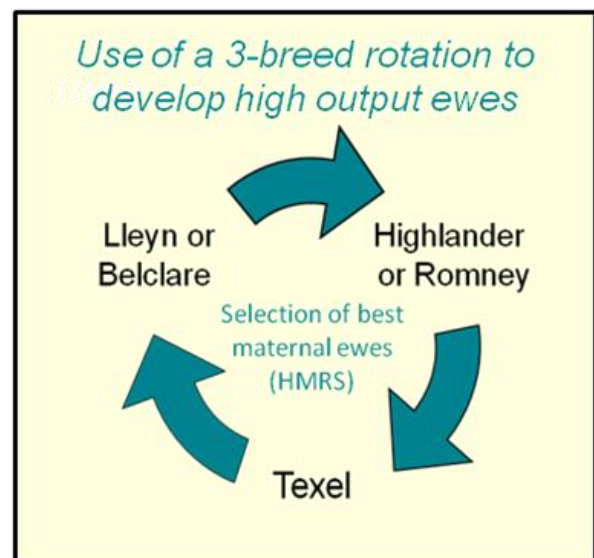 Use of a 3-breed rotation to
develop high output ewes
Lleyn or
Belclare
Highlander
or Romney
Selection of best
maternal ewes
(HMRS)
Texel